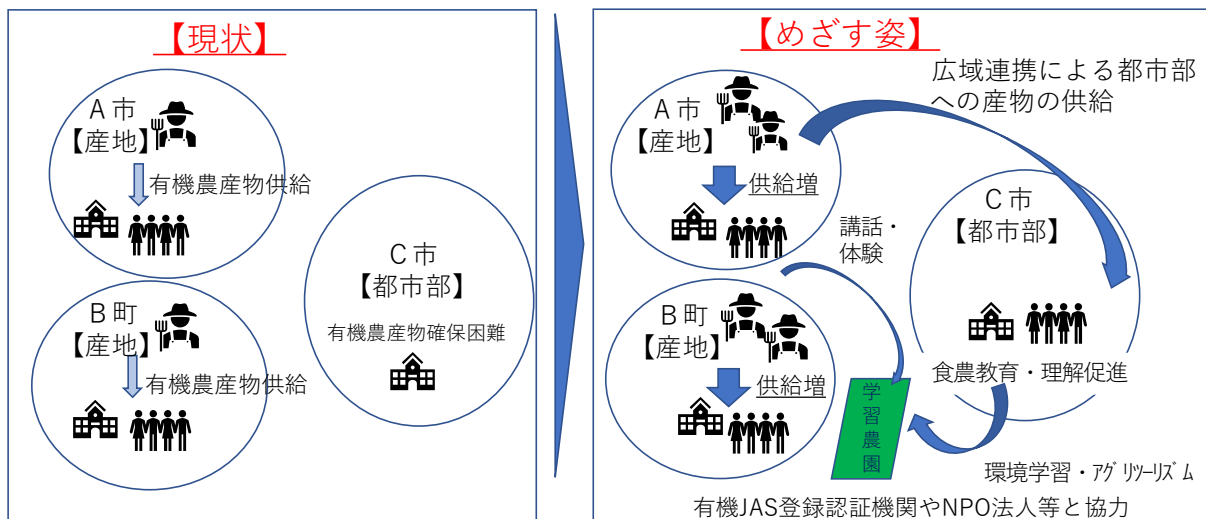 【現状】
A市
【産地】
有機農産物供給
B町
【産地】
有機農産物供給
C市
【都市部】
有機農産物確保困難
【めざす姿】
広域連携による都市部
への産物の供給
A市
【産地】
供給増
講話・
体験
C市
【都市部】
B町
【産地】
供給増
食農教育・理解促進
学習農園
環境学習・ｱｸﾞﾘﾂｰﾘｽﾞﾑ
有機JAS登録認証機関やNPO法人等と協力